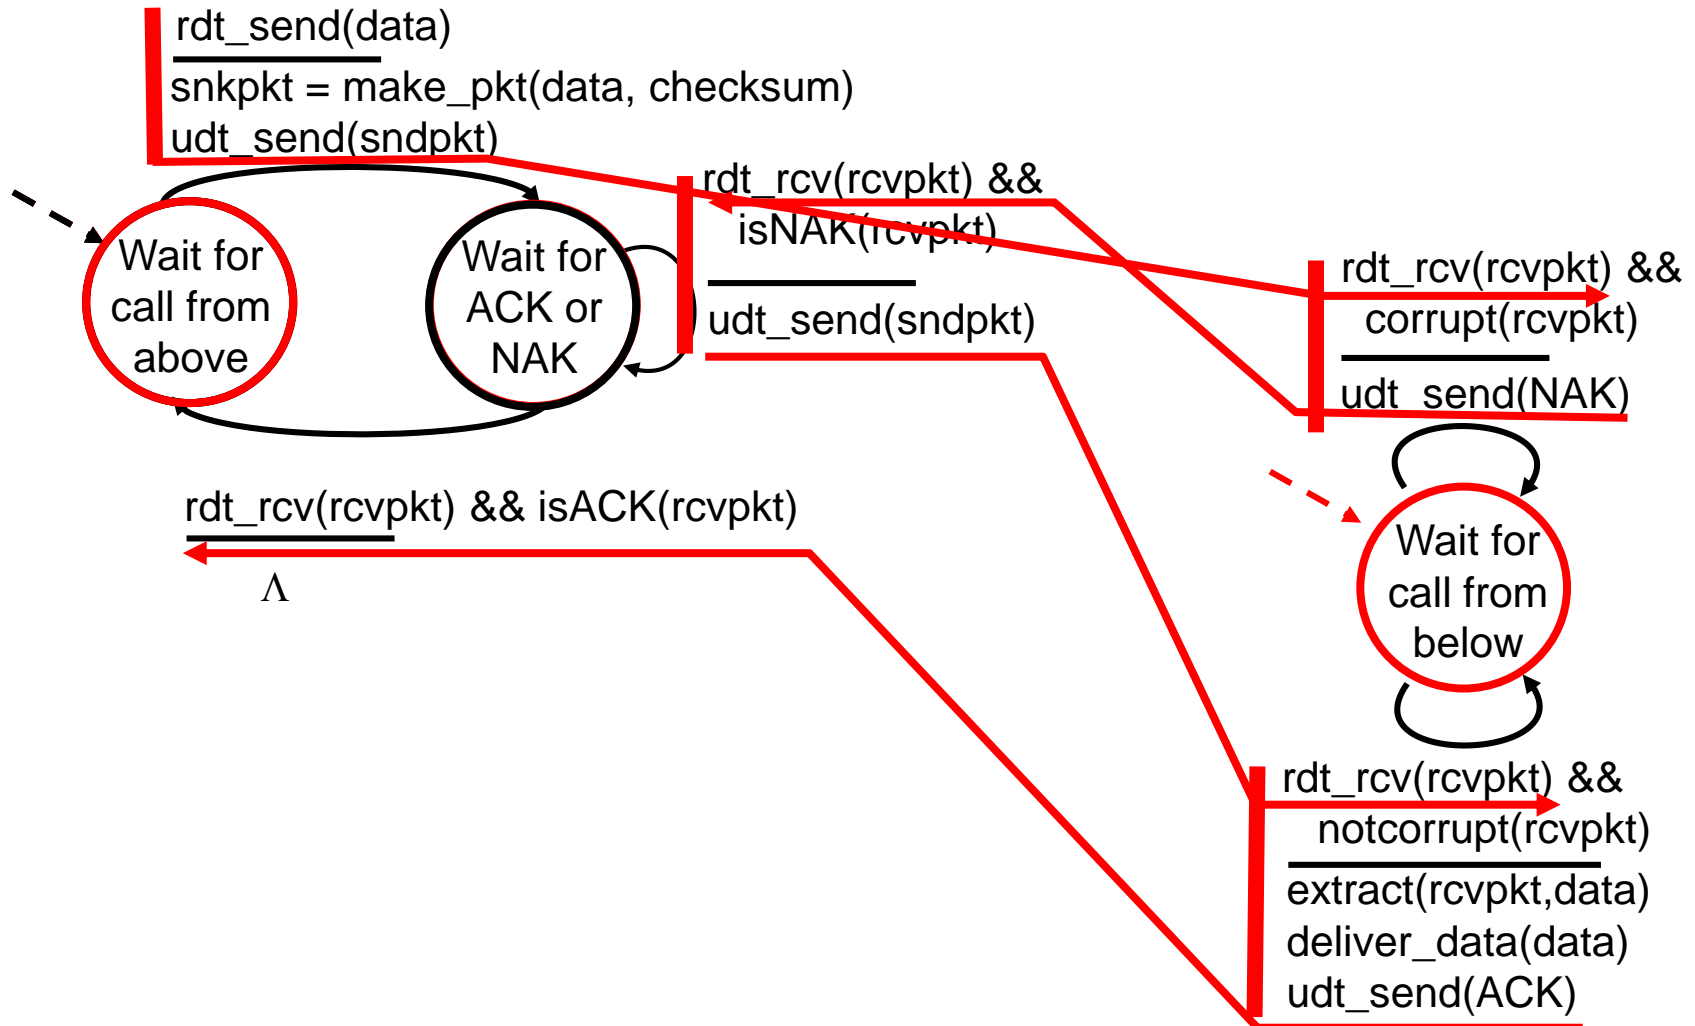 rdt_send(data)
snkpkt = make_pkt(data, checksum)
udt_send(sndpkt)
rdt_rcv(rcvpkt) &&
isNAK(rcvpkt)
udt_send(sndpkt)
Wait for
call from
above
Wait for
ACK or
NAK
rdt_rcv(rcvpkt) && isACK(rcvpkt)
Λ
rdt_rcv(rcvpkt) &&
corrupt(rcvpkt)
udt_send(NAK)
Wait for
call from
below
rdt_rcv(rcvpkt) &&
notcorrupt(rcvpkt)
extract(rcvpkt,data)
deliver_data(data)
udt_send(ACK)